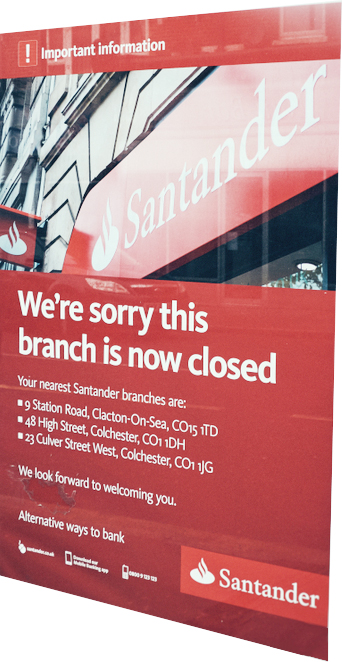 ! Important information
Santander
We're sorry this
branch is now closed
Your nearest Santander branches are:
9 Station Road, Clacton-On-Sea, CO15 1TD
48 High Street, Colchester, CO1 1DH
23 Culver Street West, Colchester, CO1 1JG
We look forward to welcoming you.
Alternative ways to bank
santander.co.uk
Download our
Mobile Banking app
0800 9 123 123
Santander